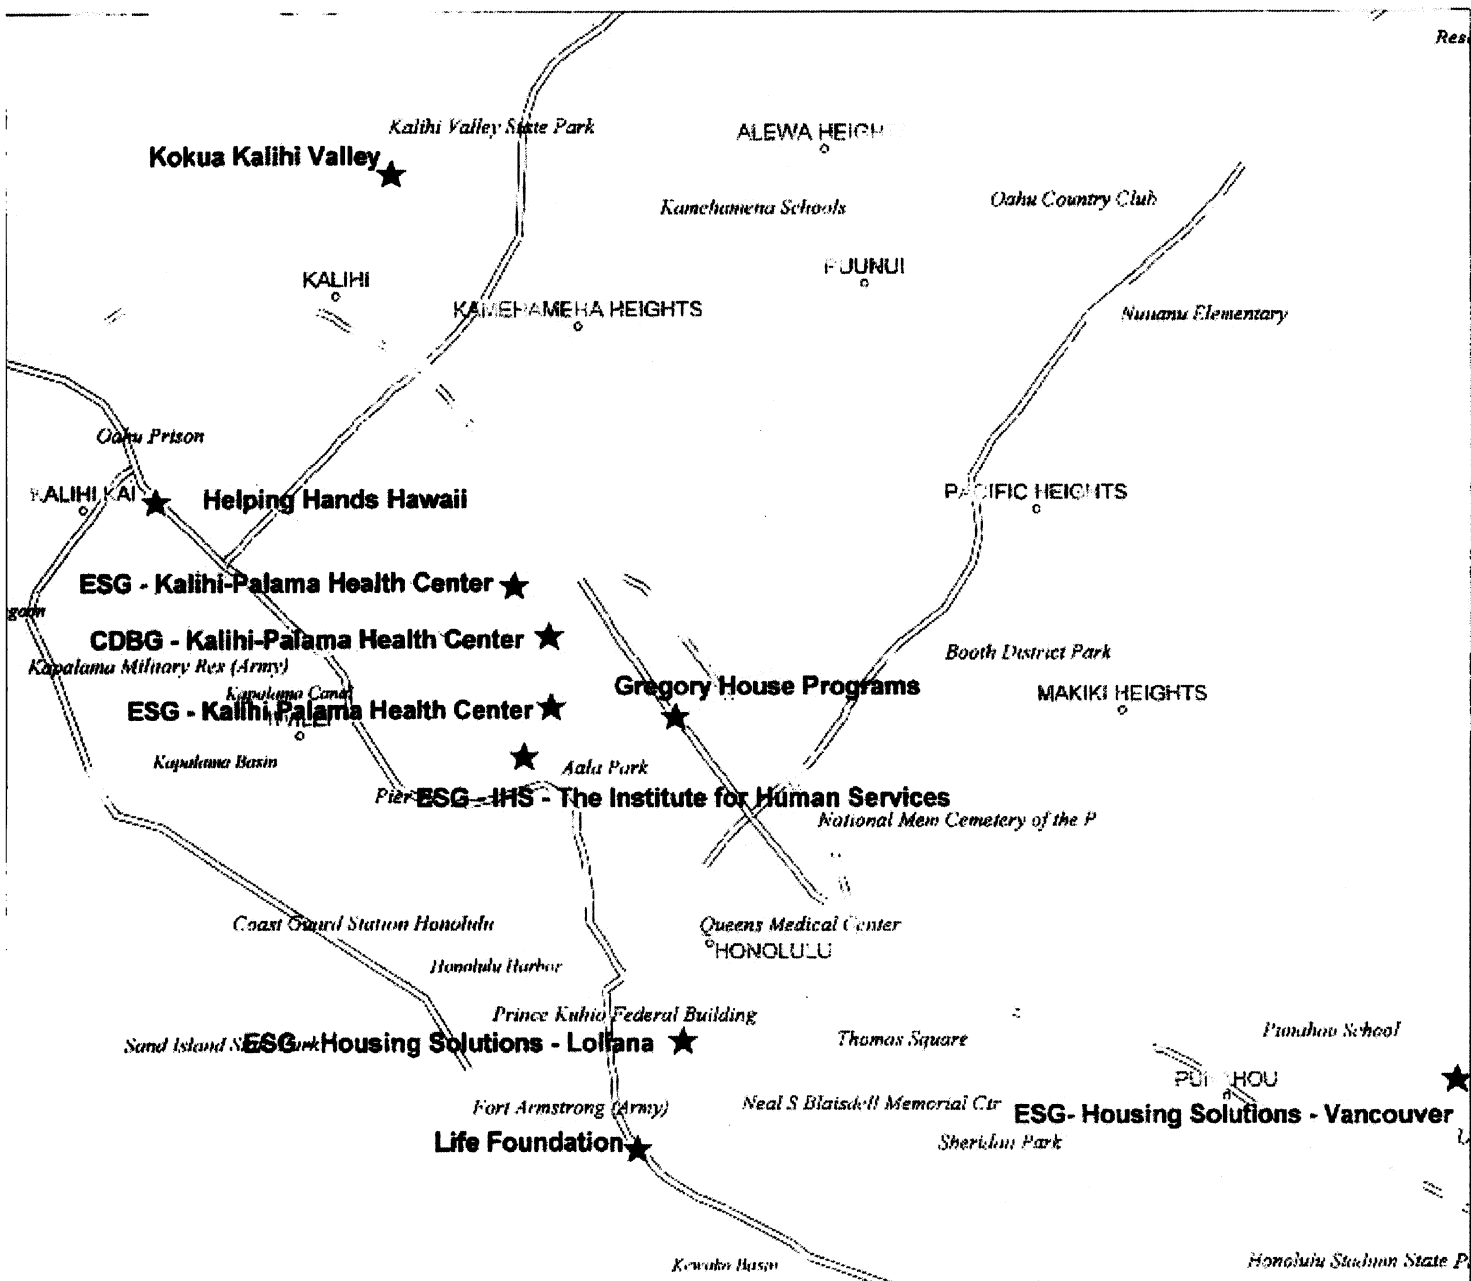 Kalihi Valley State Park
ALEWA HEIGH
Kokua Kalihi Valley
Kamehamena Schools
Oahu Country Club
KALIHI
PUUNUI
KAMEHAMEHA HEIGHTS
Nuuanu Elementary
Oahu Prison
KALIHI KAI
Helping Hands Hawaii
PACIFIC HEIGHTS
ESG - Kalihi-Palama Health Center
CDBG - Kalihi-Palama Health Center
Booth District Park
Kapalama Military Res (Army)
Kapalama Canal
MAKIKI HEIGHTS
Gregory House Programs
ESG - Kalihi Palama Health Center
Kapalama Basin
Aala Park
Pier
ESG - IHS - The Institute for Human Services
National Mem Cemetery of the P
Coast Guard Station Honolulu
Queens Medical Center
HONOLULU
Honolulu Harbor
Prince Kuhio Federal Building
Punahou School
Sand Island
ESG - Housing Solutions - Loliana
Thomas Square
PU HOU
Fort Armstrong (Army)
Neal S Blaisdell Memorial Ctr
ESG- Housing Solutions - Vancouver
Life Foundation
Sheridan Park
Kewalo Basin
Honolulu Stadium State P